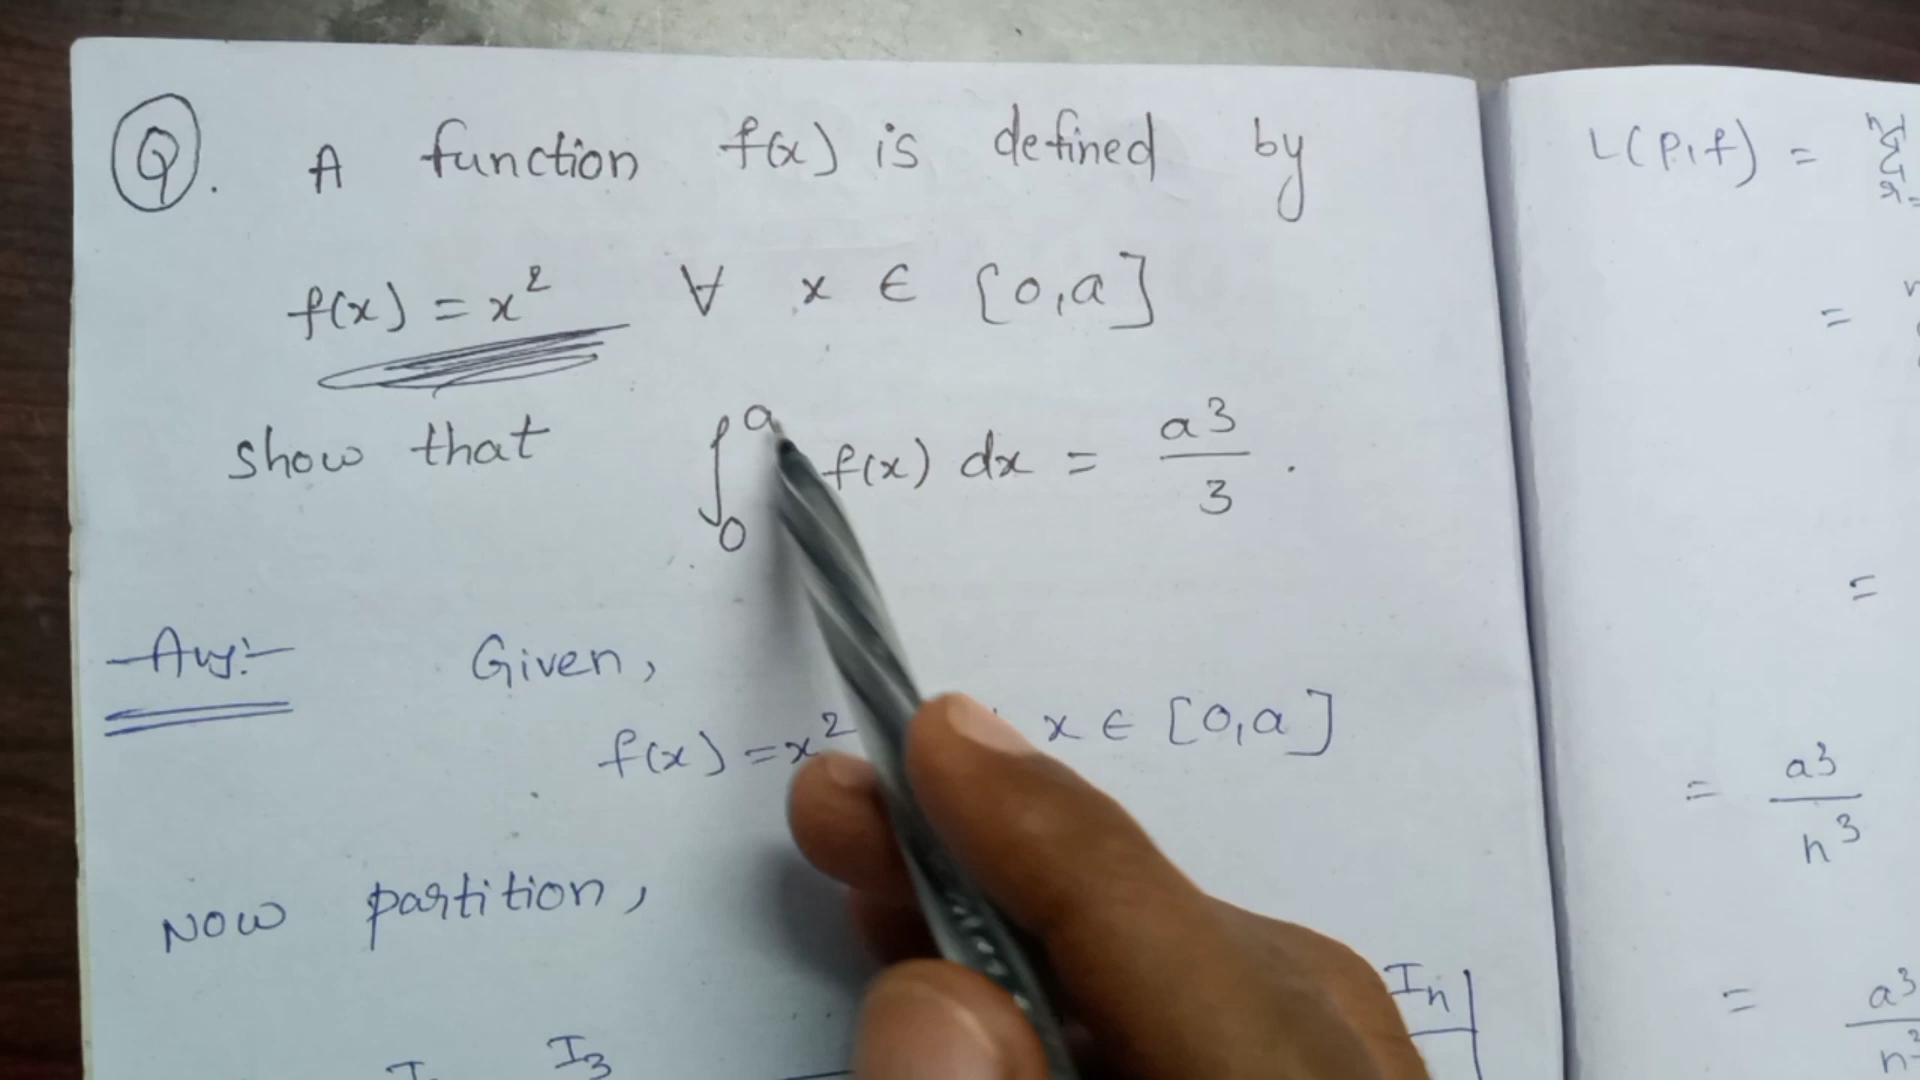 Q. A function f(x) is defined by
f(x) = x² ∀ x ∈ [0,a]
show that ∫₀ᵃ f(x) dx = a³/3 .
Ans:-
Given,
f(x) = x² x ∈ [0,a]
Now partition,
I₃ Iₙ
L(P,f) =
=
=
= a³/n³
= a³